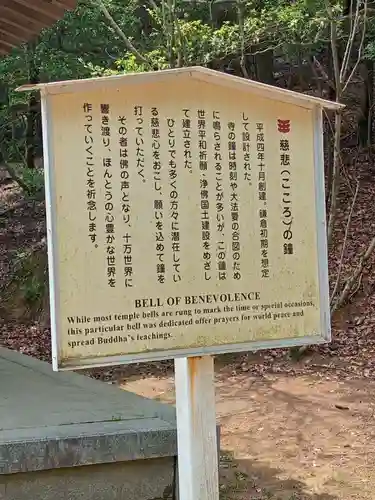 慈悲(こころ)の鐘
平成四年十月創建。鎌倉初期を想定
して設計された。
寺の鐘は時刻や大法要の合図のため
に鳴らされることが多いが、この鐘は
世界平和祈願、浄佛国土建設をめざし
て建立された。
ひとりでも多くの方々に潜在してい
る慈悲心をおこし、願いを込めて鐘を
打って いただく。
その音は佛の声となり、十方世界に
響き渡り、ほんとうの心豊かな世界を
作っていくことを祈念します。
BELL OF BENEVOLENCE
While most temple bells are rung to mark the time or special occasions,
this particular bell was dedicated offer prayers for world peace and
spread Buddha's teachings.